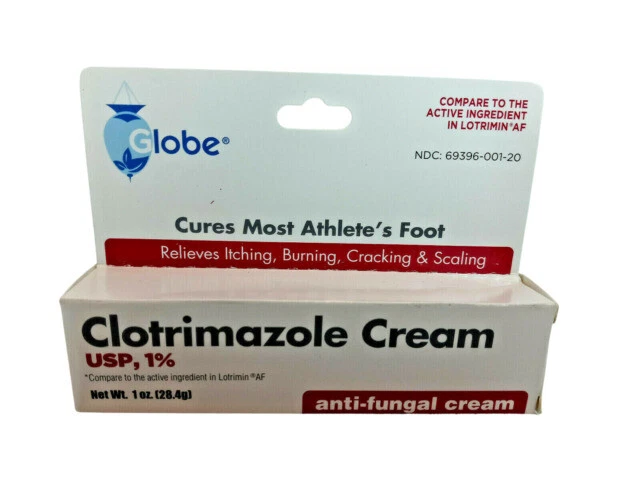 Globe®
COMPARE TO THE
ACTIVE INGREDIENT
IN LOTRIMIN®AF
NDC: 69396-001-20
Cures Most Athlete's Foot
Relieves Itching, Burning, Cracking & Scaling
Clotrimazole Cream
USP, 1%
*Compare to the active ingredient in Lotrimin ®AF
Net Wt. 1 oz. (28.4g)
anti-fungal cream